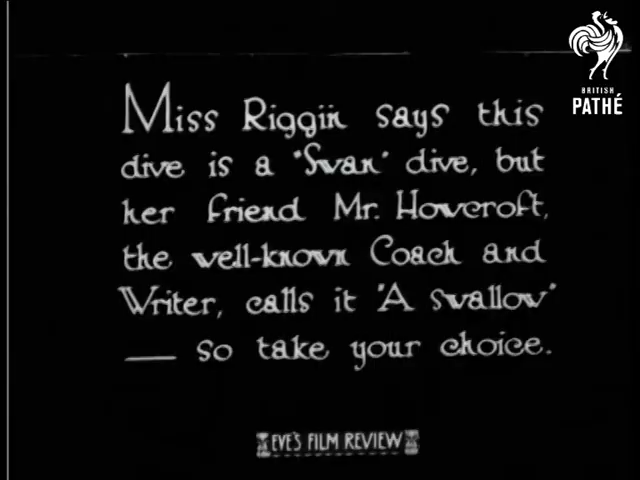 BRITISH
PATHÉ
Miss Riggin says this
dive is a "Swan" dive, but
her friend Mr. Howcroft,
the well-known Coach and
Writer, calls it "A swallow"
— so take your choice.
EVE'S FILM REVIEW